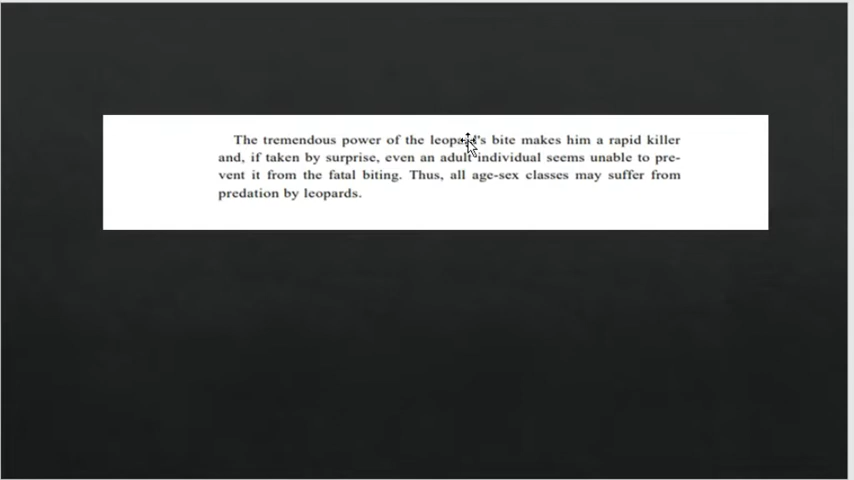 The tremendous power of the leopard's bite makes him a rapid killer
and, if taken by surprise, even an adult individual seems unable to pre-
vent it from the fatal biting. Thus, all age-sex classes may suffer from
predation by leopards.